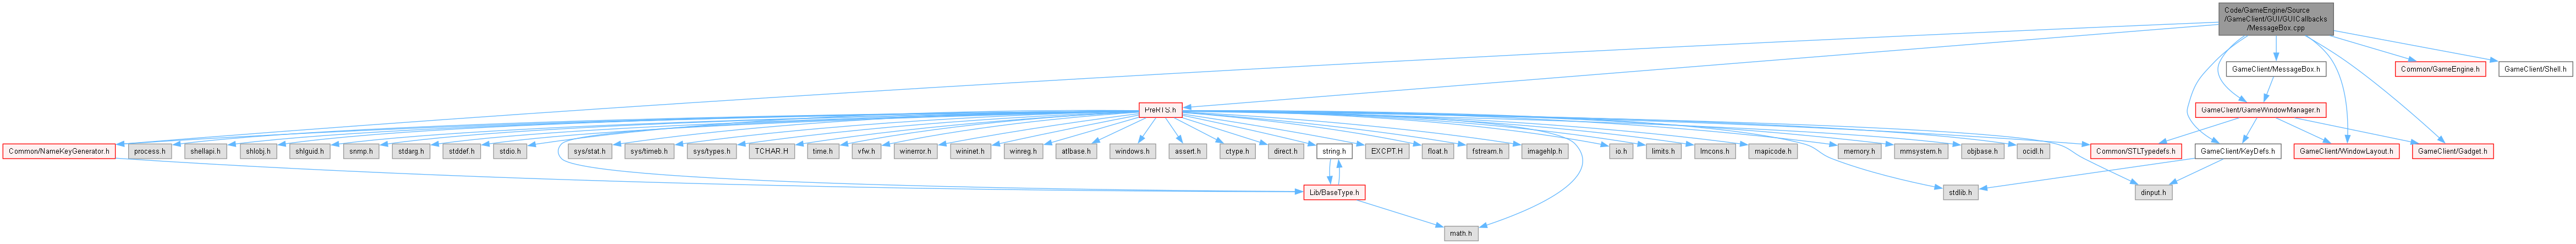 Code/GameEngine/Source
/GameClient/GUI/GUICallbacks
/MessageBox.cpp
GameClient/MessageBox.h
Common/GameEngine.h
GameClient/Shell.h
PreRTS.h
GameClient/GameWindowManager.h
Common/NameKeyGenerator.h
process.h
shellapi.h
shlobj.h
shlguid.h
snmp.h
stdarg.h
stddef.h
stdio.h
sys/stat.h
sys/timeb.h
sys/types.h
TCHAR.H
time.h
vfw.h
winerror.h
wininet.h
winreg.h
atlbase.h
windows.h
assert.h
ctype.h
direct.h
string.h
EXCPT.H
float.h
fstream.h
imagehlp.h
io.h
limits.h
lmcons.h
mapicode.h
memory.h
mmsystem.h
objbase.h
ocidl.h
Common/STLTypedefs.h
GameClient/KeyDefs.h
GameClient/WindowLayout.h
GameClient/Gadget.h
Lib/BaseType.h
stdlib.h
dinput.h
math.h